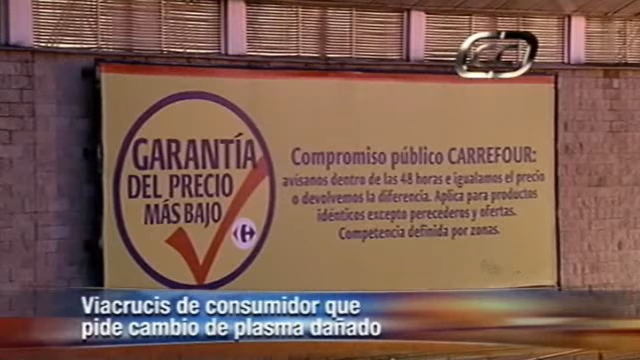 GARANTÍA
DEL PRECIO
MÁS BAJO
Compromiso público CARREFOUR:
avísanos dentro de las 48 horas e igualamos el precio
o devolvemos la diferencia. Aplica para productos
idénticos excepto perecederos y ofertas.
Competencia definida por zonas.
Viacrucis de consumidor que
pide cambio de plasma dañado